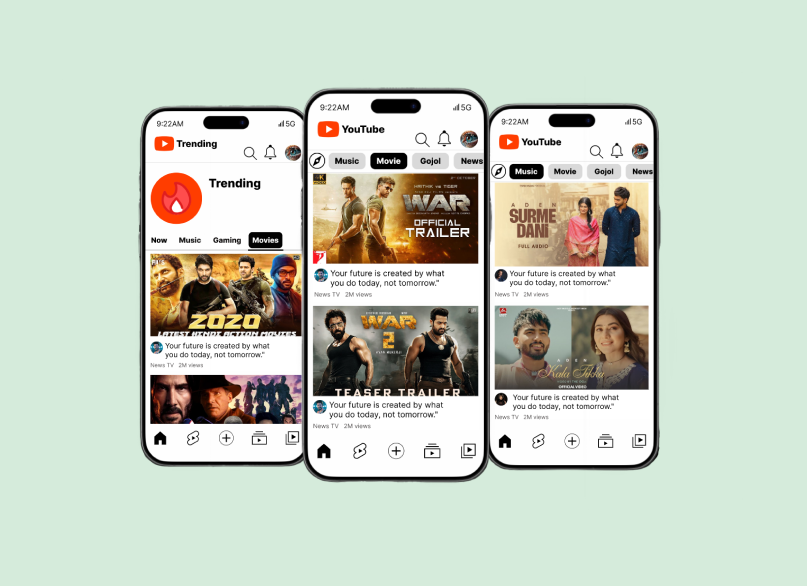 9:22AM
5G
Trending
Trending
Now Music Gaming Movies
2020
LATEST HINDI ACTION MOVIES
Your future is created by what
you do today, not tomorrow."
News TV 2M views
9:22AM
5G
YouTube
Music Movie Gojol News
4K
HRITHIK vs TIGER
WAR
OFFICIAL
TRAILER
Your future is created by what
you do today, not tomorrow."
News TV 2M views
WAR
2
TEASER TRAILER
Your future is created by what
you do today, not tomorrow."
News TV 2M views
9:22AM
5G
YouTube
Music Movie Gojol News
ADEM
SURME
DANI
FULL AUDIO
Your future is created by what
you do today, not tomorrow."
News TV 2M views
ADEM
Kala Tikka
OFFICIAL VIDEO
Your future is created by what
you do today, not tomorrow."
News TV 2M views